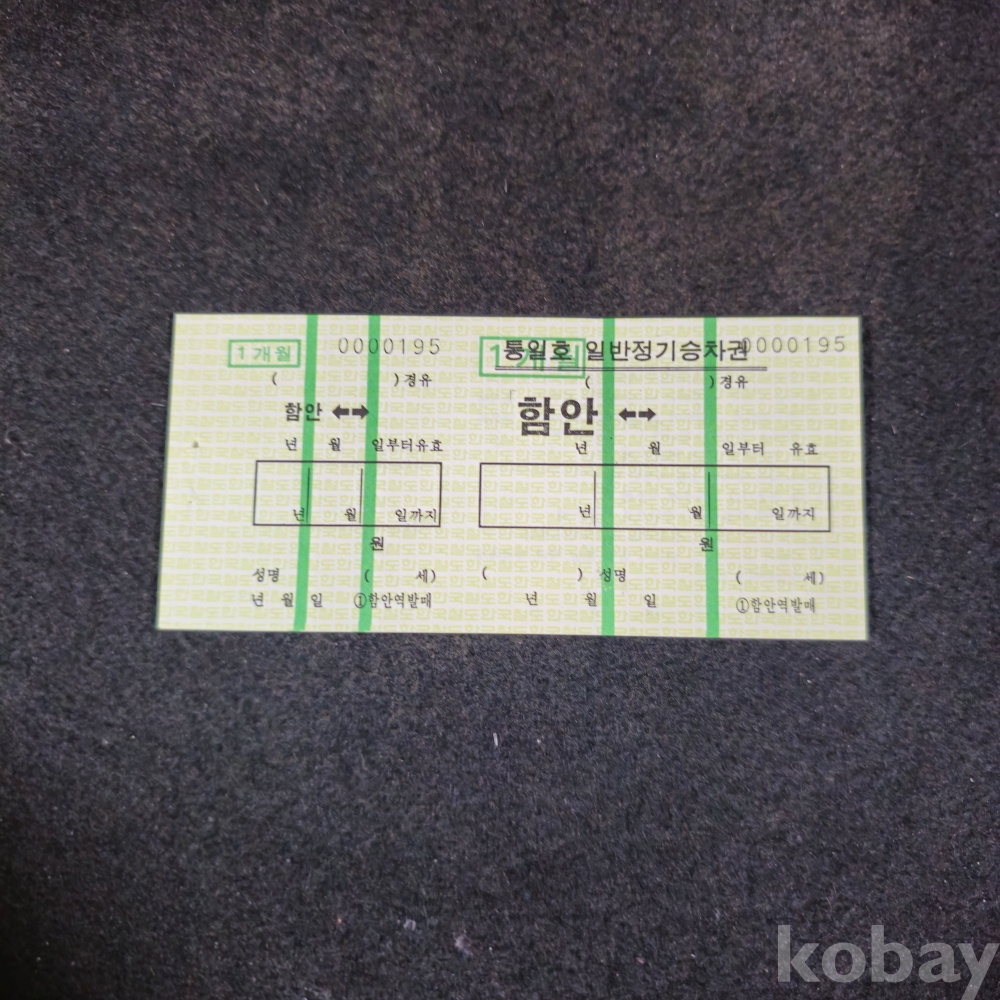 1개월 0000195
( )경유
함안 ↔
년 월 일부터유효
년 월 일까지
원
성명 ( 세)
년 월 일 ①함안역발매
1개월 통일호 일반정기승차권 0000195
( )경유
함안 ↔
년 월 일부터 유효
년 월 일까지
원
( ) 성명 ( 세)
년 월 일 ①함안역발매
kobay